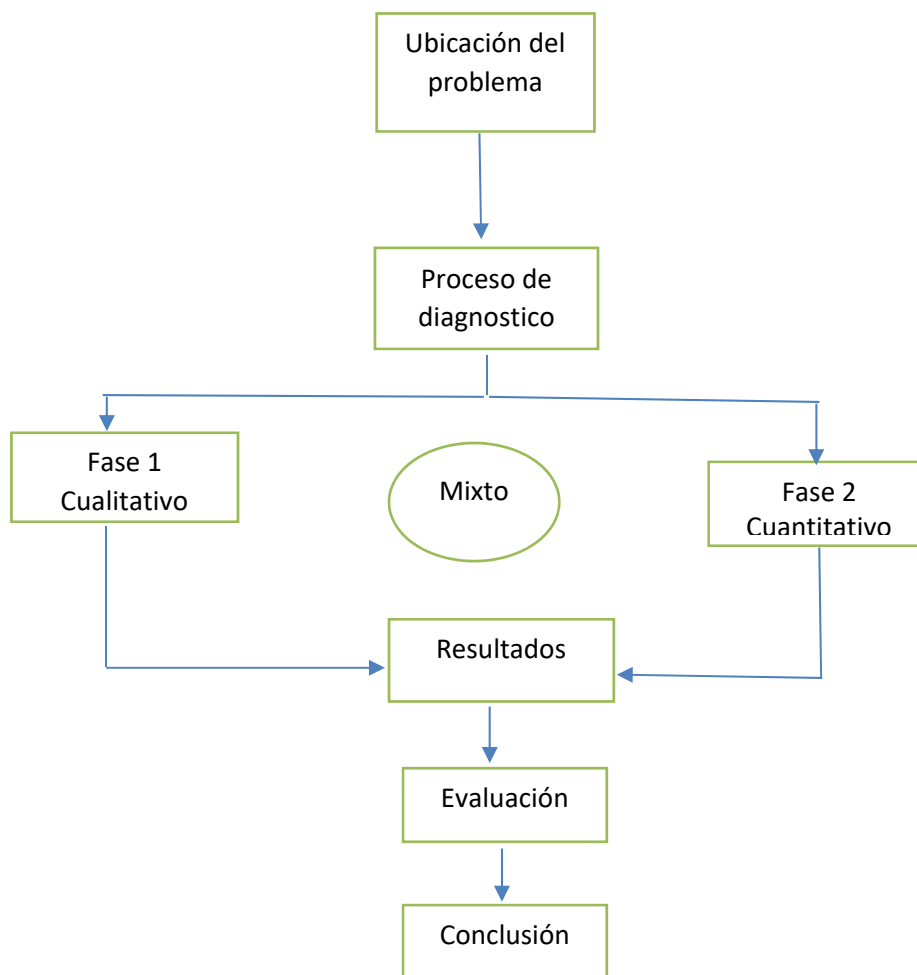 Ubicación del
problema
Proceso de
diagnostico
Fase 1
Cualitativo
Mixto
Fase 2
Cuantitativo
Resultados
Evaluación
Conclusión